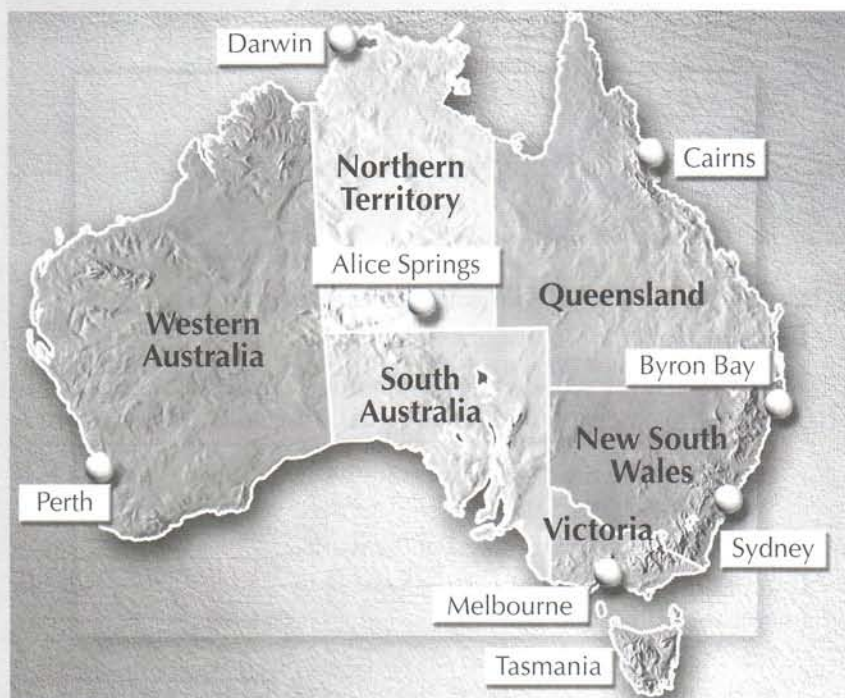 Darwin
Cairns
Northern
Territory
Alice Springs
Queensland
Western
Australia
Byron Bay
South
Australia
New South
Wales
Perth
Victoria
Sydney
Melbourne
Tasmania